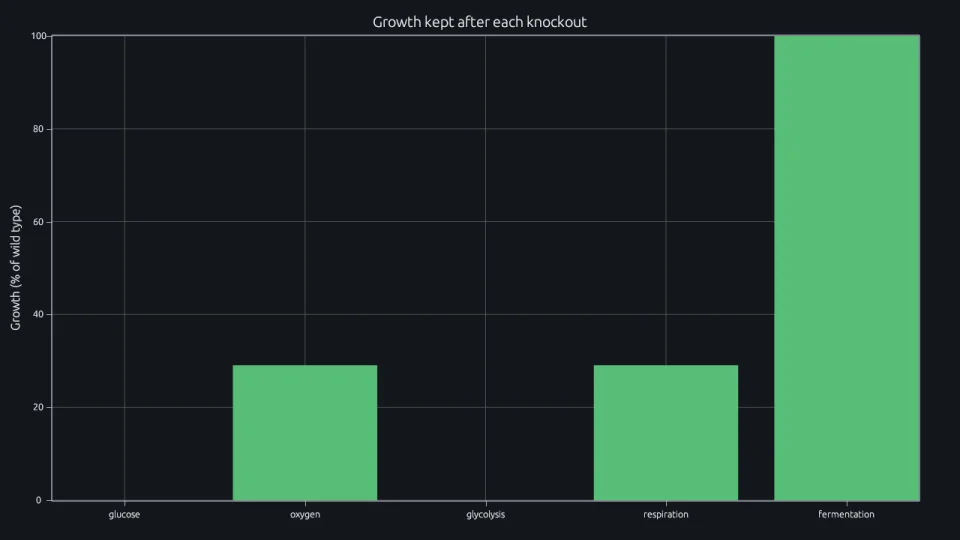 Growth kept after each knockout
Growth (% of wild type)
100
80
60
40
20
0
glucose
oxygen
glycolysis
respiration
fermentation